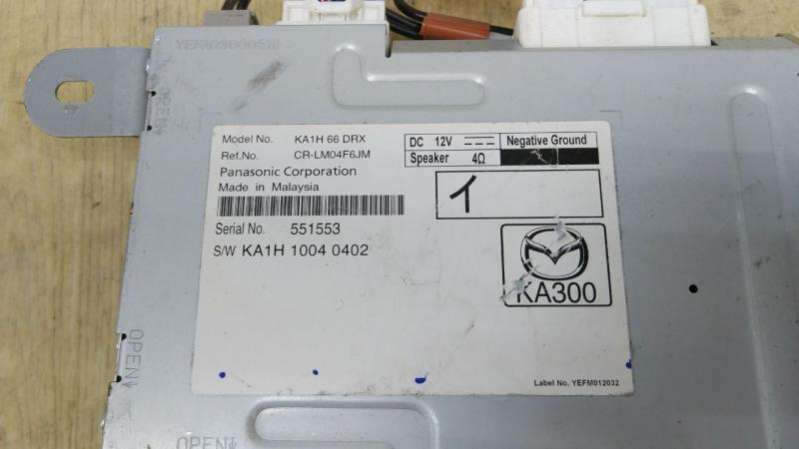 YEFM0300058
OPEN
Model No. KA1H 66 DRX
Ref.No. CR-LM04F6JM
Panasonic Corporation
Made in Malaysia
Serial No. 551553
S/W KA1H 1004 0402
DC 12V Negative Ground
Speaker 4Ω
イ
KA300
Label No. YEFM012032
OPEN
OPEN